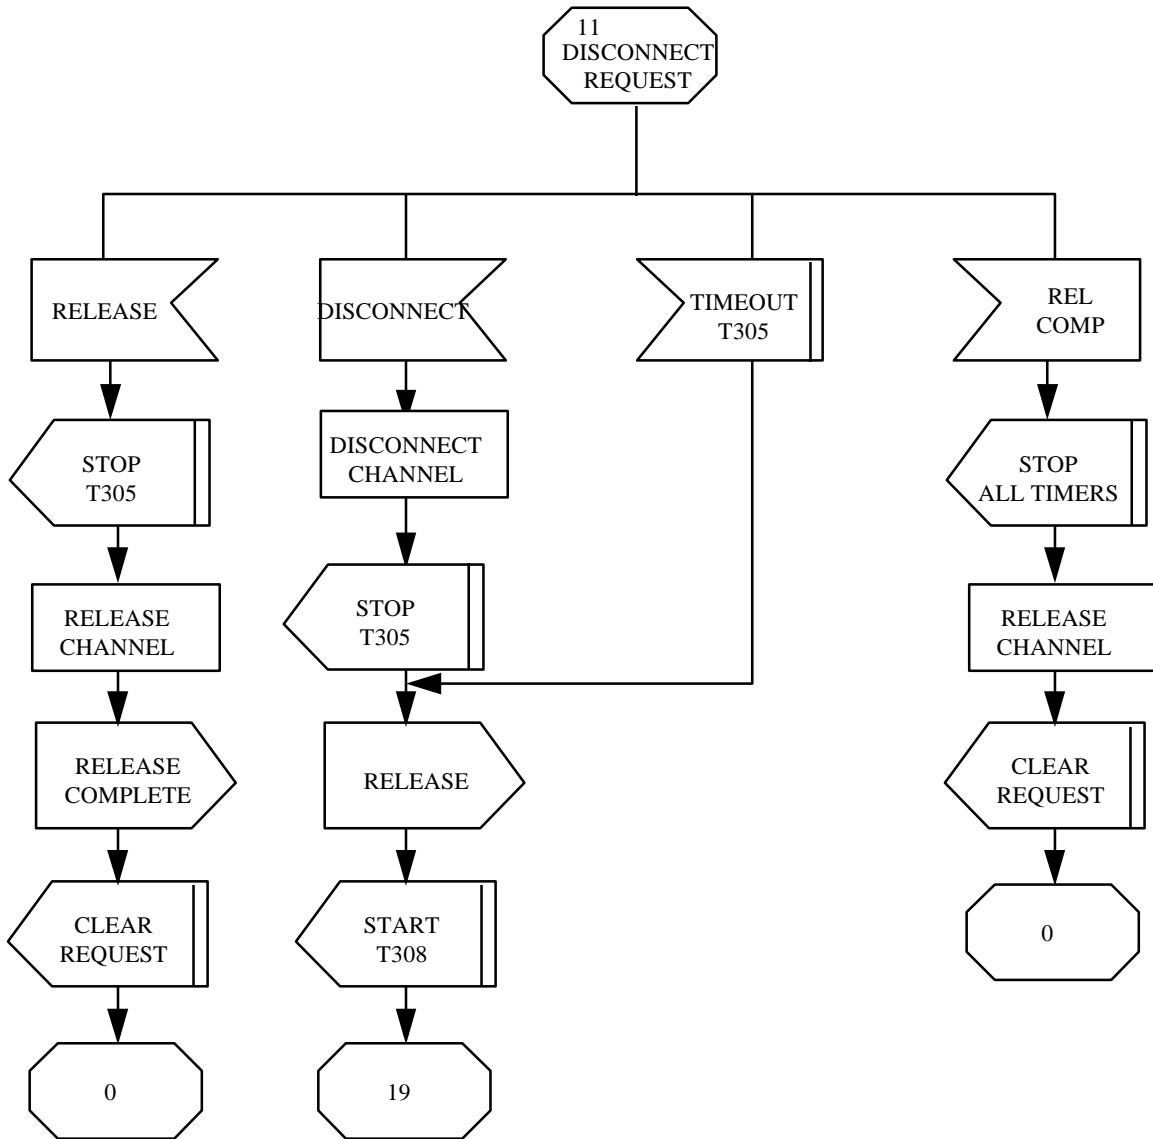 11
DISCONNECT
REQUEST
RELEASE
DISCONNECT
TIMEOUT
T305
REL
COMP
STOP
T305
DISCONNECT
CHANNEL
STOP
ALL TIMERS
RELEASE
CHANNEL
STOP
T305
RELEASE
CHANNEL
RELEASE
COMPLETE
RELEASE
CLEAR
REQUEST
CLEAR
REQUEST
START
T308
0
0
19